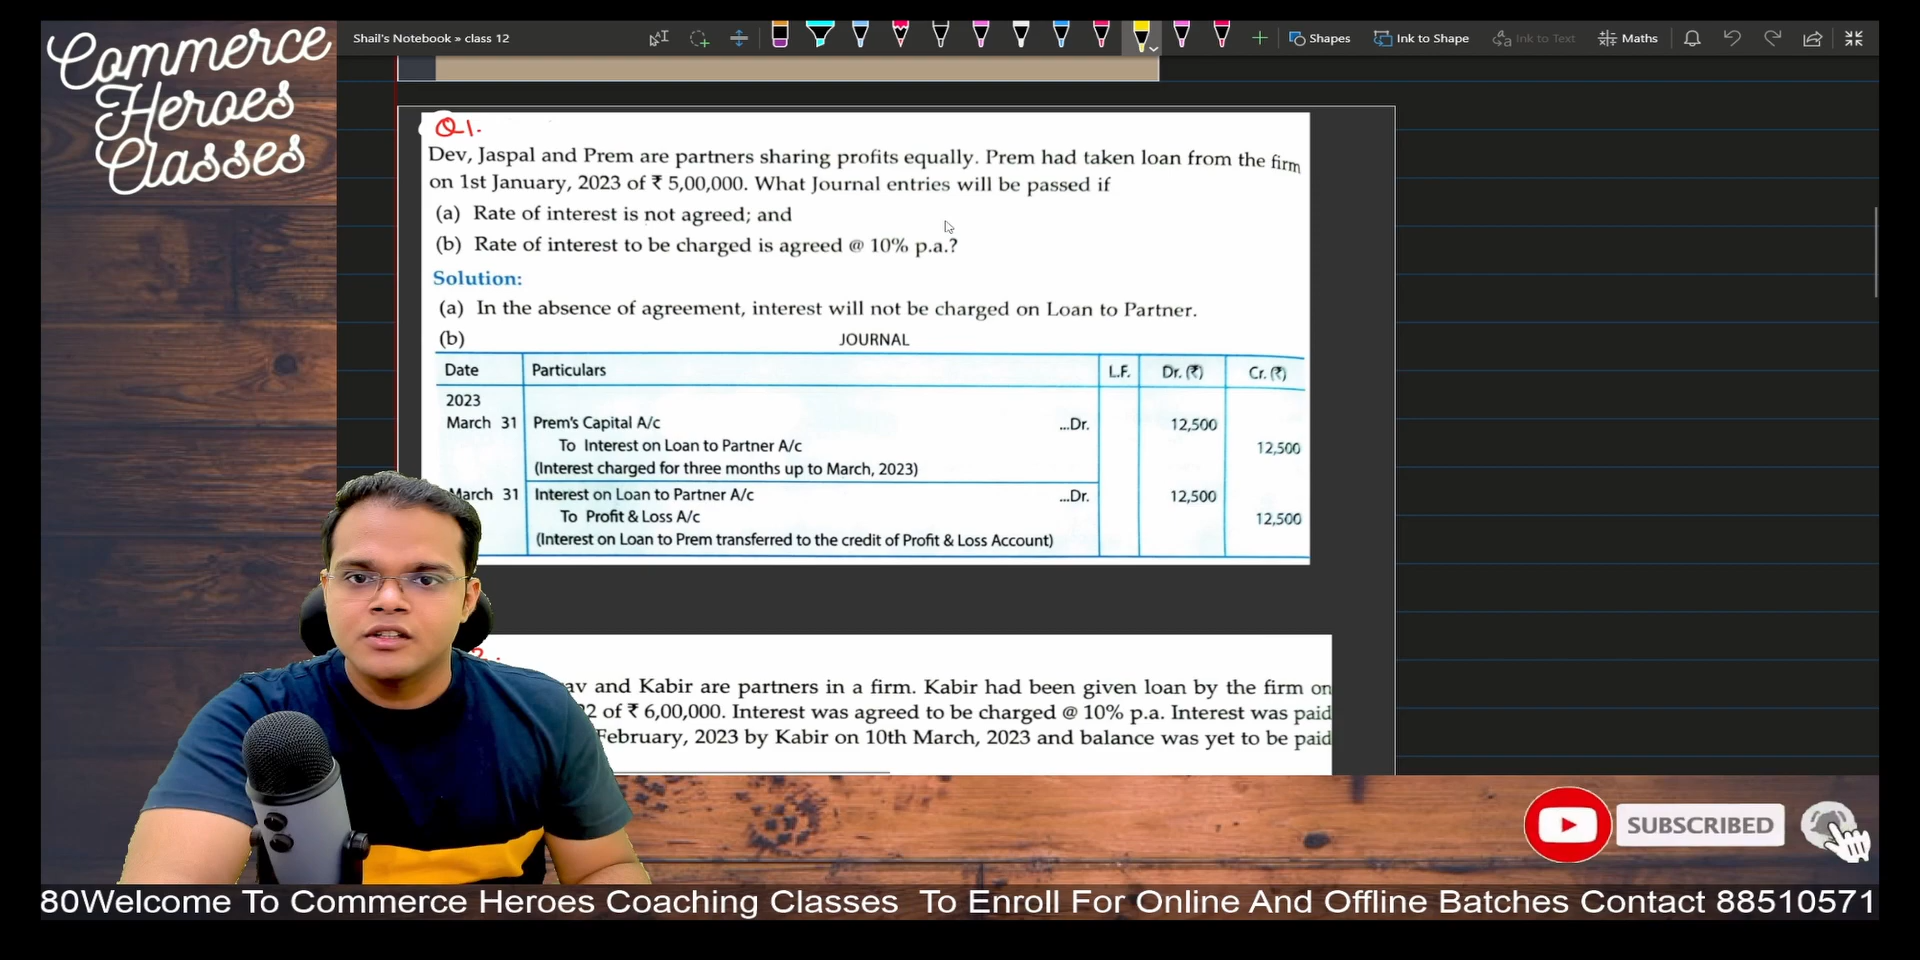 Commerce
Heroes
Classes
Shail's Notebook » class 12
Shapes
Ink to Shape
Ink to Text
Maths
Q1.
Dev, Jaspal and Prem are partners sharing profits equally. Prem had taken loan from the firm
on 1st January, 2023 of ₹ 5,00,000. What Journal entries will be passed if
(a) Rate of interest is not agreed; and
(b) Rate of interest to be charged is agreed @ 10% p.a.?
Solution:
(a) In the absence of agreement, interest will not be charged on Loan to Partner.
(b) JOURNAL
Date Particulars L.F. Dr. (₹) Cr. (₹)
2023
March 31 Prem's Capital A/c ...Dr. 12,500
To Interest on Loan to Partner A/c 12,500
(Interest charged for three months up to March, 2023)
March 31 Interest on Loan to Partner A/c ...Dr. 12,500
To Profit & Loss A/c 12,500
(Interest on Loan to Prem transferred to the credit of Profit & Loss Account)
and Kabir are partners in a firm. Kabir had been given loan by the firm on
of ₹ 6,00,000. Interest was agreed to be charged @ 10% p.a. Interest was paid
February, 2023 by Kabir on 10th March, 2023 and balance was yet to be paid
SUBSCRIBED
80Welcome To Commerce Heroes Coaching Classes To Enroll For Online And Offline Batches Contact 88510571